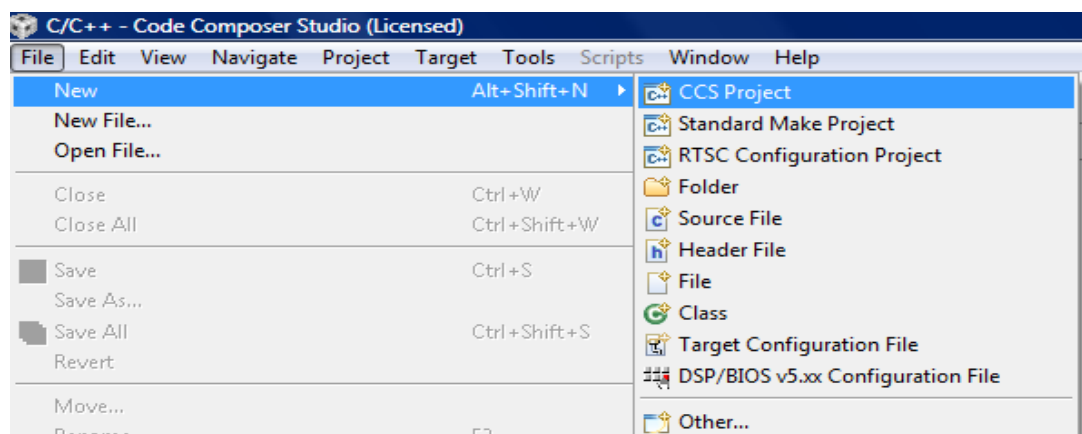 C/C++ - Code Composer Studio (Licensed)
File Edit View Navigate Project Target Tools Scripts Window Help
New Alt+Shift+N
New File...
Open File...
Close Ctrl+W
Close All Ctrl+Shift+W
Save Ctrl+S
Save As...
Save All Ctrl+Shift+S
Revert
Move...
CCS Project
Standard Make Project
RTSC Configuration Project
Folder
Source File
Header File
File
Class
Target Configuration File
DSP/BIOS v5.xx Configuration File
Other...